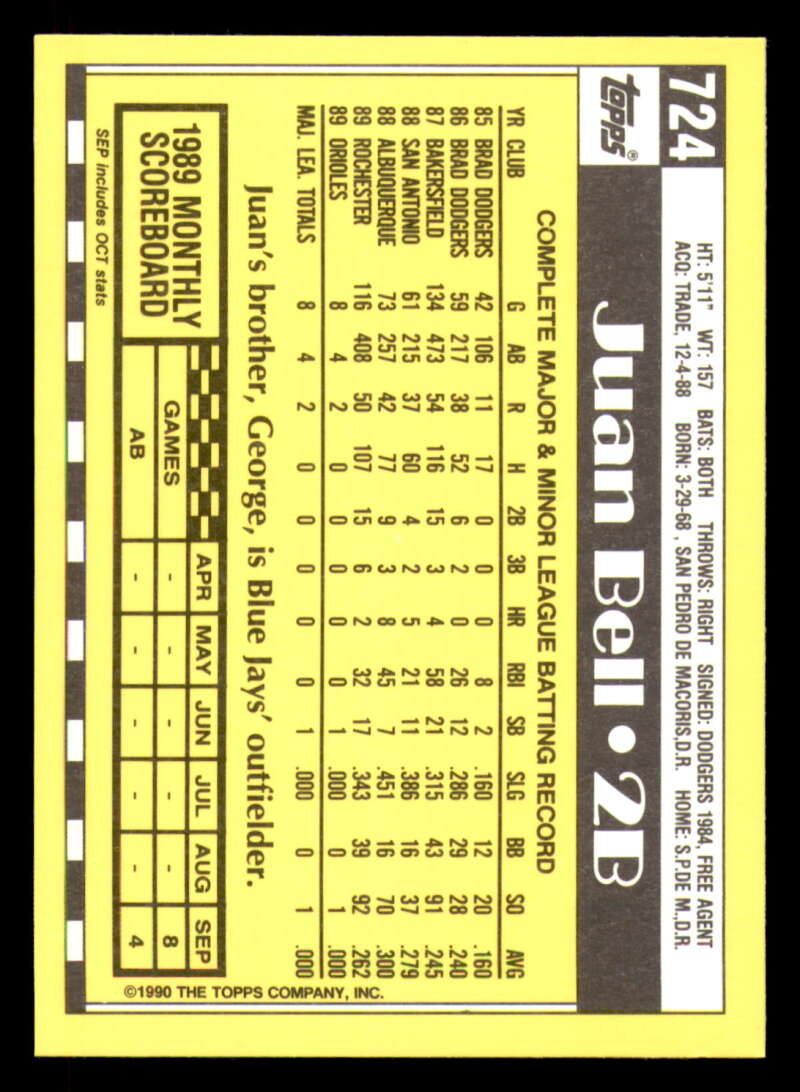 724
topps®
HT: 5'11" WT: 157 BATS: BOTH THROWS: RIGHT SIGNED: DODGERS 1984, FREE AGENT
ACQ: TRADE, 12-4-88 BORN: 3-29-68 , SAN PEDRO DE MACORIS,D.R. HOME: S.P.DE M.,D.R.
Juan Bell • 2B
COMPLETE MAJOR & MINOR LEAGUE BATTING RECORD
YR CLUB G AB R H 2B 3B HR RBI SB SLG BB SO AVG
85 BRAD DODGERS 42 106 11 17 0 0 0 8 2 .160 12 20 .160
86 BRAD DODGERS 59 217 38 52 6 2 0 26 12 .286 29 28 .240
87 BAKERSFIELD 134 473 54 116 15 3 4 58 21 .315 43 91 .245
88 SAN ANTONIO 61 215 37 60 4 2 5 21 11 .386 16 37 .279
88 ALBUQUERQUE 73 257 42 77 9 3 8 45 7 .451 16 70 .300
89 ROCHESTER 116 408 50 107 15 6 2 32 17 .343 39 92 .262
89 ORIOLES 8 4 2 0 0 0 0 0 1 .000 0 1 .000
MAJ. LEA. TOTALS 8 4 2 0 0 0 0 0 1 .000 0 1 .000
Juan's brother, George, is Blue Jays' outfielder.
1989 MONTHLY
SCOREBOARD
APR MAY JUN JUL AUG SEP
GAMES - - - - - 8
AB - - - - - 4
SEP includes OCT stats
©1990 THE TOPPS COMPANY, INC.